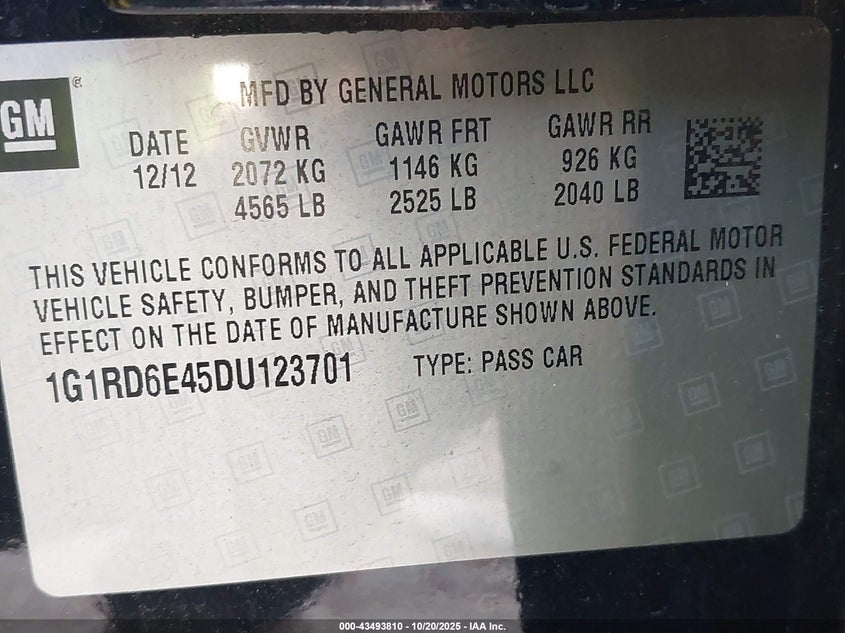 GM ®
MFD BY GENERAL MOTORS LLC
DATE GVWR GAWR FRT GAWR RR
12/12 2072 KG 1146 KG 926 KG
4565 LB 2525 LB 2040 LB
THIS VEHICLE CONFORMS TO ALL APPLICABLE U.S. FEDERAL MOTOR
VEHICLE SAFETY, BUMPER, AND THEFT PREVENTION STANDARDS IN
EFFECT ON THE DATE OF MANUFACTURE SHOWN ABOVE.
1G1RD6E45DU123701 TYPE: PASS CAR
000-43493810 - 10/20/2025 - IAA Inc.